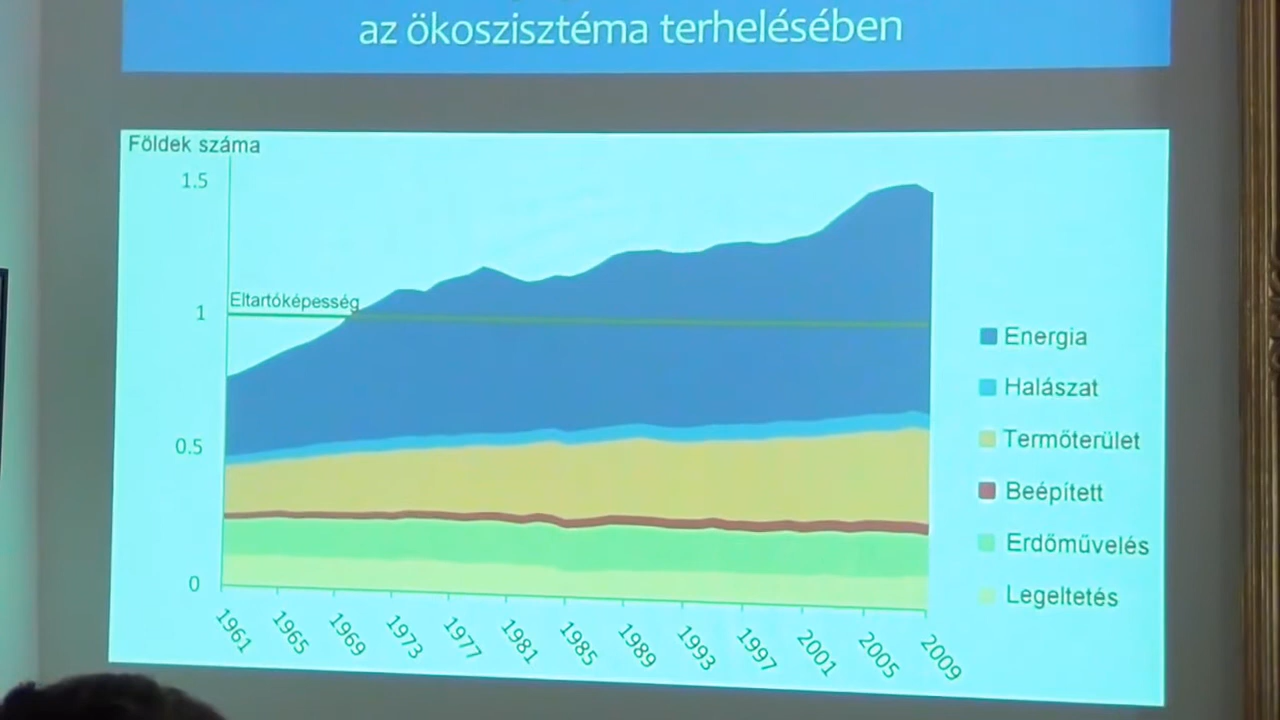 az ökoszisztéma terhelésében
Földek száma
1.5
1
0.5
0
Eltartóképesség
1961
1965
1969
1973
1977
1981
1985
1989
1993
1997
2001
2005
2009
Energia
Halászat
Termőterület
Beépített
Erdőművelés
Legeltetés